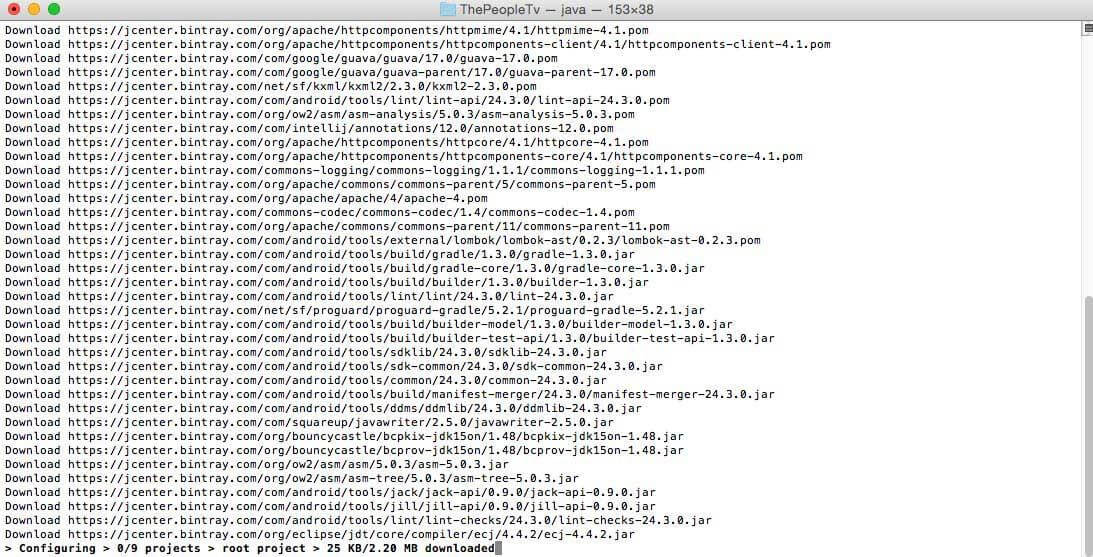 ThePeopleTv — java — 153×38
Download https://jcenter.bintray.com/org/apache/httpcomponents/httpmime/4.1/httpmime-4.1.pom
Download https://jcenter.bintray.com/org/apache/httpcomponents/httpcomponents-client/4.1/httpcomponents-client-4.1.pom
Download https://jcenter.bintray.com/com/google/guava/guava/17.0/guava-17.0.pom
Download https://jcenter.bintray.com/com/google/guava/guava-parent/17.0/guava-parent-17.0.pom
Download https://jcenter.bintray.com/net/sf/kxml/kxml2/2.3.0/kxml2-2.3.0.pom
Download https://jcenter.bintray.com/com/android/tools/lint/lint-api/24.3.0/lint-api-24.3.0.pom
Download https://jcenter.bintray.com/org/ow2/asm/asm-analysis/5.0.3/asm-analysis-5.0.3.pom
Download https://jcenter.bintray.com/com/intellij/annotations/12.0/annotations-12.0.pom
Download https://jcenter.bintray.com/org/apache/httpcomponents/httpcore/4.1/httpcore-4.1.pom
Download https://jcenter.bintray.com/org/apache/httpcomponents/httpcomponents-core/4.1/httpcomponents-core-4.1.pom
Download https://jcenter.bintray.com/commons-logging/commons-logging/1.1.1/commons-logging-1.1.1.pom
Download https://jcenter.bintray.com/org/apache/commons/commons-parent/5/commons-parent-5.pom
Download https://jcenter.bintray.com/org/apache/apache/4/apache-4.pom
Download https://jcenter.bintray.com/commons-codec/commons-codec/1.4/commons-codec-1.4.pom
Download https://jcenter.bintray.com/org/apache/commons/commons-parent/11/commons-parent-11.pom
Download https://jcenter.bintray.com/com/android/tools/external/lombok/lombok-ast/0.2.3/lombok-ast-0.2.3.pom
Download https://jcenter.bintray.com/com/android/tools/build/gradle/1.3.0/gradle-1.3.0.jar
Download https://jcenter.bintray.com/com/android/tools/build/gradle-core/1.3.0/gradle-core-1.3.0.jar
Download https://jcenter.bintray.com/com/android/tools/build/builder/1.3.0/builder-1.3.0.jar
Download https://jcenter.bintray.com/com/android/tools/lint/lint/24.3.0/lint-24.3.0.jar
Download https://jcenter.bintray.com/net/sf/proguard/proguard-gradle/5.2.1/proguard-gradle-5.2.1.jar
Download https://jcenter.bintray.com/com/android/tools/build/builder-model/1.3.0/builder-model-1.3.0.jar
Download https://jcenter.bintray.com/com/android/tools/build/builder-test-api/1.3.0/builder-test-api-1.3.0.jar
Download https://jcenter.bintray.com/com/android/tools/sdklib/24.3.0/sdklib-24.3.0.jar
Download https://jcenter.bintray.com/com/android/tools/sdk-common/24.3.0/sdk-common-24.3.0.jar
Download https://jcenter.bintray.com/com/android/tools/common/24.3.0/common-24.3.0.jar
Download https://jcenter.bintray.com/com/android/tools/build/manifest-merger/24.3.0/manifest-merger-24.3.0.jar
Download https://jcenter.bintray.com/com/android/tools/ddms/ddmlib/24.3.0/ddmlib-24.3.0.jar
Download https://jcenter.bintray.com/com/squareup/javawriter/2.5.0/javawriter-2.5.0.jar
Download https://jcenter.bintray.com/org/bouncycastle/bcpkix-jdk15on/1.48/bcpkix-jdk15on-1.48.jar
Download https://jcenter.bintray.com/org/bouncycastle/bcprov-jdk15on/1.48/bcprov-jdk15on-1.48.jar
Download https://jcenter.bintray.com/org/ow2/asm/asm/5.0.3/asm-5.0.3.jar
Download https://jcenter.bintray.com/org/ow2/asm/asm-tree/5.0.3/asm-tree-5.0.3.jar
Download https://jcenter.bintray.com/com/android/tools/jack/jack-api/0.9.0/jack-api-0.9.0.jar
Download https://jcenter.bintray.com/com/android/tools/jill/jill-api/0.9.0/jill-api-0.9.0.jar
Download https://jcenter.bintray.com/com/android/tools/lint/lint-checks/24.3.0/lint-checks-24.3.0.jar
Download https://jcenter.bintray.com/org/eclipse/jdt/core/compiler/ecj/4.4.2/ecj-4.4.2.jar
> Configuring > 0/9 projects > root project > 25 KB/2.20 MB downloaded